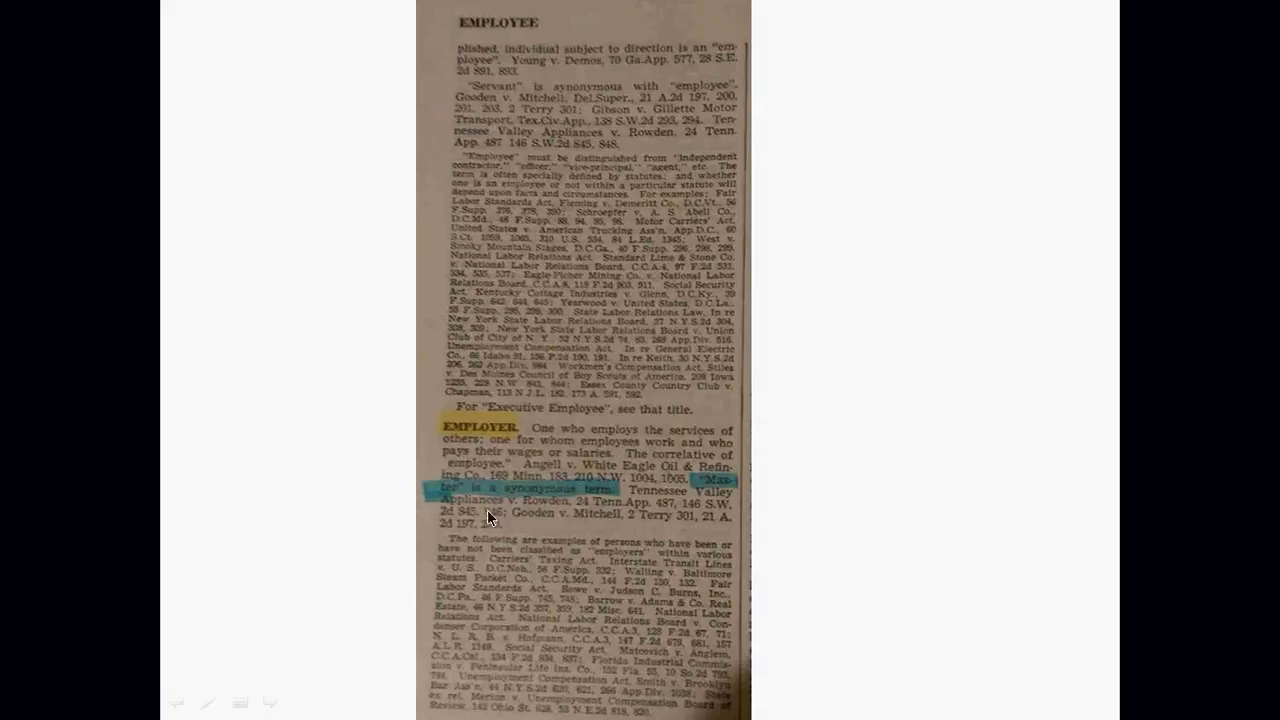 EMPLOYEE
plished, individual subject to direction is an "em-
ployee". Young v. Demos, 70 Ga.App. 577, 28 S.E.
2d 891, 893.
"Servant" is synonymous with "employee".
Gooden v. Mitchell, Del.Super., 21 A.2d 197, 200,
201, 203, 2 Terry 301; Gibson v. Gillette Motor
Transport, Tex.Civ.App., 138 S.W.2d 293, 294. Ten-
nessee Valley Appliances v. Rowden, 24 Tenn.
App. 487 146 S.W.2d 845, 848.
"Employee" must be distinguished from "independent
contractor," "officer," "vice-principal," "agent," etc. The
term is often specially defined by statutes; and whether
one is an employee or not within a particular statute will
depend upon facts and circumstances. For examples; Fair
Labor Standards Act, Fleming v. Demeritt Co., D.C.Vt., 56
F.Supp. 376, 378, 380; Schroepfer v. A. S. Abell Co.,
D.C.Md., 48 F.Supp. 88, 94, 95, 98. Motor Carriers' Act,
United States v. American Trucking Ass'n, App.D.C., 60
S.Ct. 1059, 1065, 310 U.S. 534, 84 L.Ed. 1345; West v.
Smoky Mountain Stages, D.C.Ga., 40 F.Supp. 296, 298, 299.
National Labor Relations Act. Standard Lime & Stone Co.
v. National Labor Relations Board, C.C.A.4, 97 F.2d 531,
534, 535, 537; Eagle-Picher Mining Co. v. National Labor
Relations Board, C.C.A.8, 119 F.2d 903, 911. Social Security
Act, Kentucky Cottage Industries v. Glenn, D.C.Ky., 39
F.Supp. 642, 644, 645; Yearwood v. United States, D.C.La.,
55 F.Supp. 295, 299, 300. State Labor Relations Law, In re
New York State Labor Relations Board, 37 N.Y.S.2d 304,
308, 309; New York State Labor Relations Board v. Union
Club of City of N. Y., 52 N.Y.S.2d 74, 83, 268 App.Div. 516.
Unemployment Compensation Act. In re General Electric
Co., 66 Idaho 91, 156 P.2d 190, 191. In re Keith, 30 N.Y.S.2d
206, 262 App.Div. 984. Workmen's Compensation Act, Stiles
v. Des Moines Council of Boy Scouts of America, 209 Iowa
1235, 229 N.W. 841, 844; Essex County Country Club v.
Chapman, 113 N.J.L. 182, 173 A. 591, 592.
For "Executive Employee", see that title.
EMPLOYER. One who employs the services of
others; one for whom employees work and who
pays their wages or salaries. The correlative of
"employee." Angell v. White Eagle Oil & Refin-
ing Co., 169 Minn. 183, 210 N.W. 1004, 1005. "Mas-
ter" is a synonymous term. Tennessee Valley
Appliances v. Rowden, 24 Tenn.App. 487, 146 S.W.
2d 845, Gooden v. Mitchell, 2 Terry 301, 21 A.
2d 197,
The following are examples of persons who have been or
have not been classified as "employers" within various
statutes. Carriers' Taxing Act. Interstate Transit Lines
v. U. S., D.C.Neb., 56 F.Supp. 332; Walling v. Baltimore
Steam Packet Co., C.C.A.Md., 144 F.2d 130, 132. Fair
Labor Standards Act. Bowe v. Judson C. Burns, Inc.,
D.C.Pa., 46 F.Supp. 745, 748; Barrow v. Adams & Co. Real
Estate, 46 N.Y.S.2d 357, 359, 182 Misc. 641. National Labor
Relations Act. National Labor Relations Board v. Con-
denser Corporation of America, C.C.A.3, 128 F.2d 67, 71;
N. L. R. B. v. Hofmann, C.C.A.3, 147 F.2d 679, 681, 157
A.L.R. 1349. Social Security Act, Matcovich v. Anglem,
C.C.A.Cal., 134 F.2d 834, 837; Florida Industrial Commis-
sion v. Peninsular Life Ins. Co., 152 Fla. 55, 10 So.2d 793,
794. Unemployment Compensation Act, Smith v. Brooklyn
Bar Ass'n, 44 N.Y.S.2d 620, 621, 266 App.Div. 1038; State
ex rel. Merion v. Unemployment Compensation Board of
Review, 142 Ohio St. 628, 53 N.E.2d 818, 820.